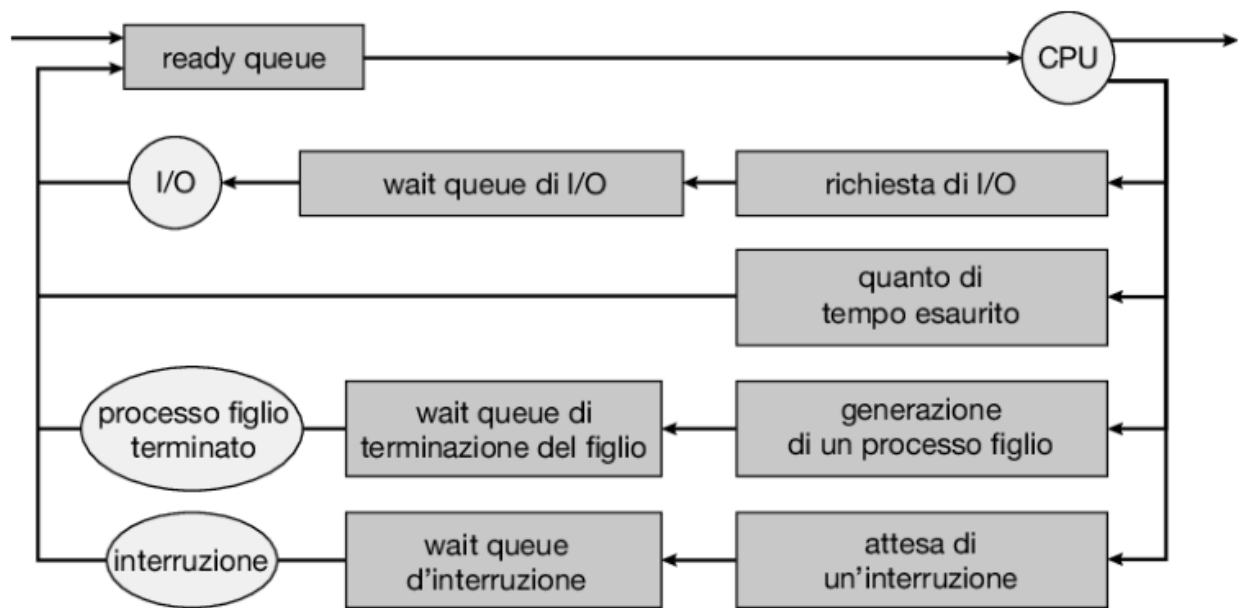 ready queue
CPU
I/O
wait queue di I/O
richiesta di I/O
quanto di
tempo esaurito
processo figlio
terminato
wait queue di
terminazione del figlio
generazione
di un processo figlio
interruzione
wait queue
d'interruzione
attesa di
un'interruzione